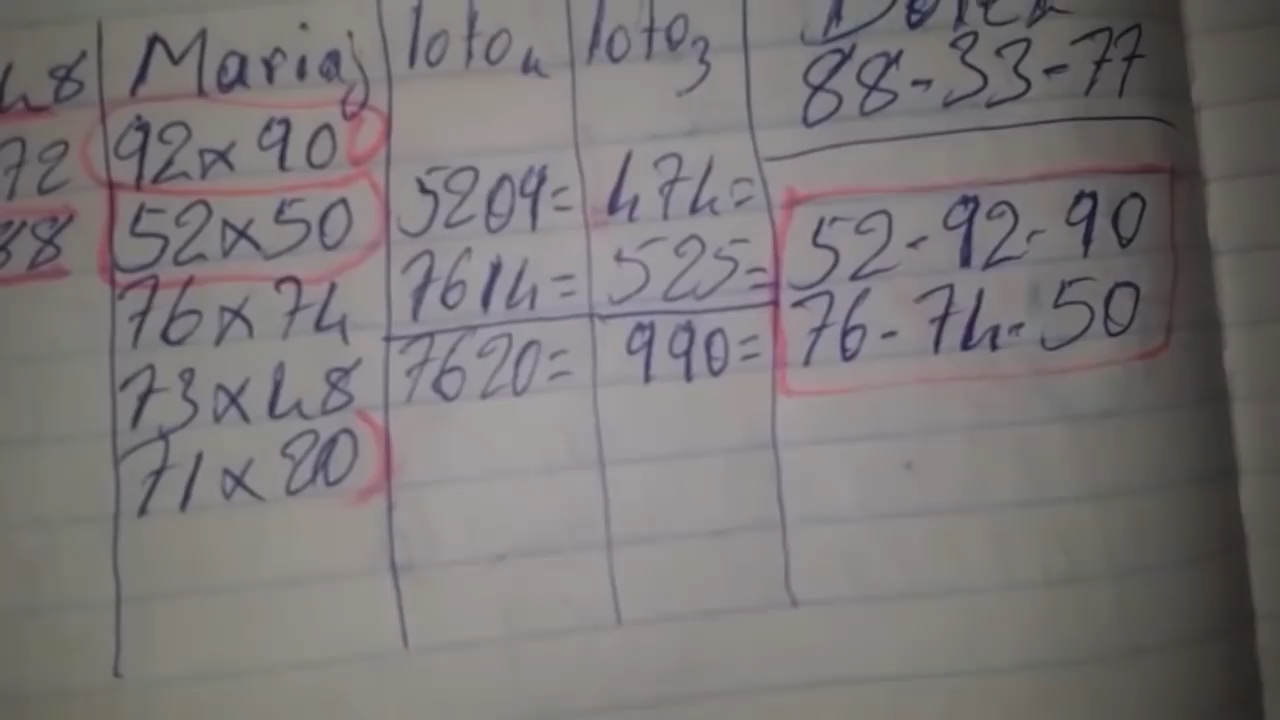 48 Mariaj loto4 loto3
88-33-77
72 92x90
88 52x50 5204= 474= 52-92-90
76x74 7614= 525= 76-74-50
73x48 7620= 990=
71x20